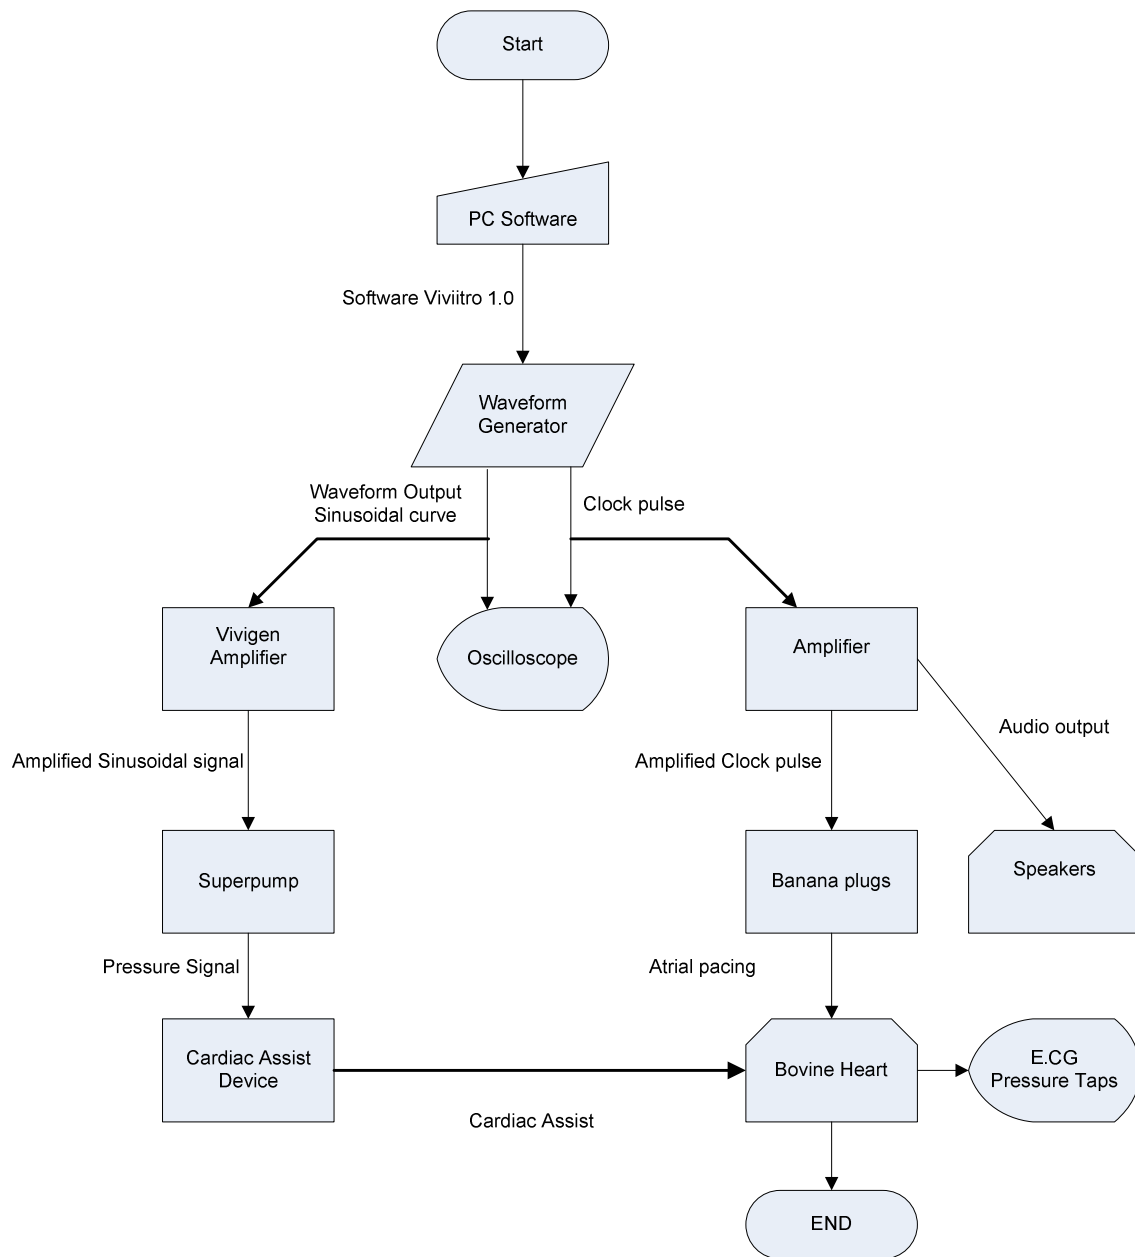 Start
PC Software
Software Viviitro 1.0
Waveform
Generator
Waveform Output
Sinusoidal curve
Clock pulse
Vivigen
Amplifier
Oscilloscope
Amplifier
Audio output
Amplified Sinusoidal signal
Amplified Clock pulse
Superpump
Banana plugs
Speakers
Pressure Signal
Atrial pacing
Cardiac Assist
Device
Bovine Heart
E.CG
Pressure Taps
Cardiac Assist
END